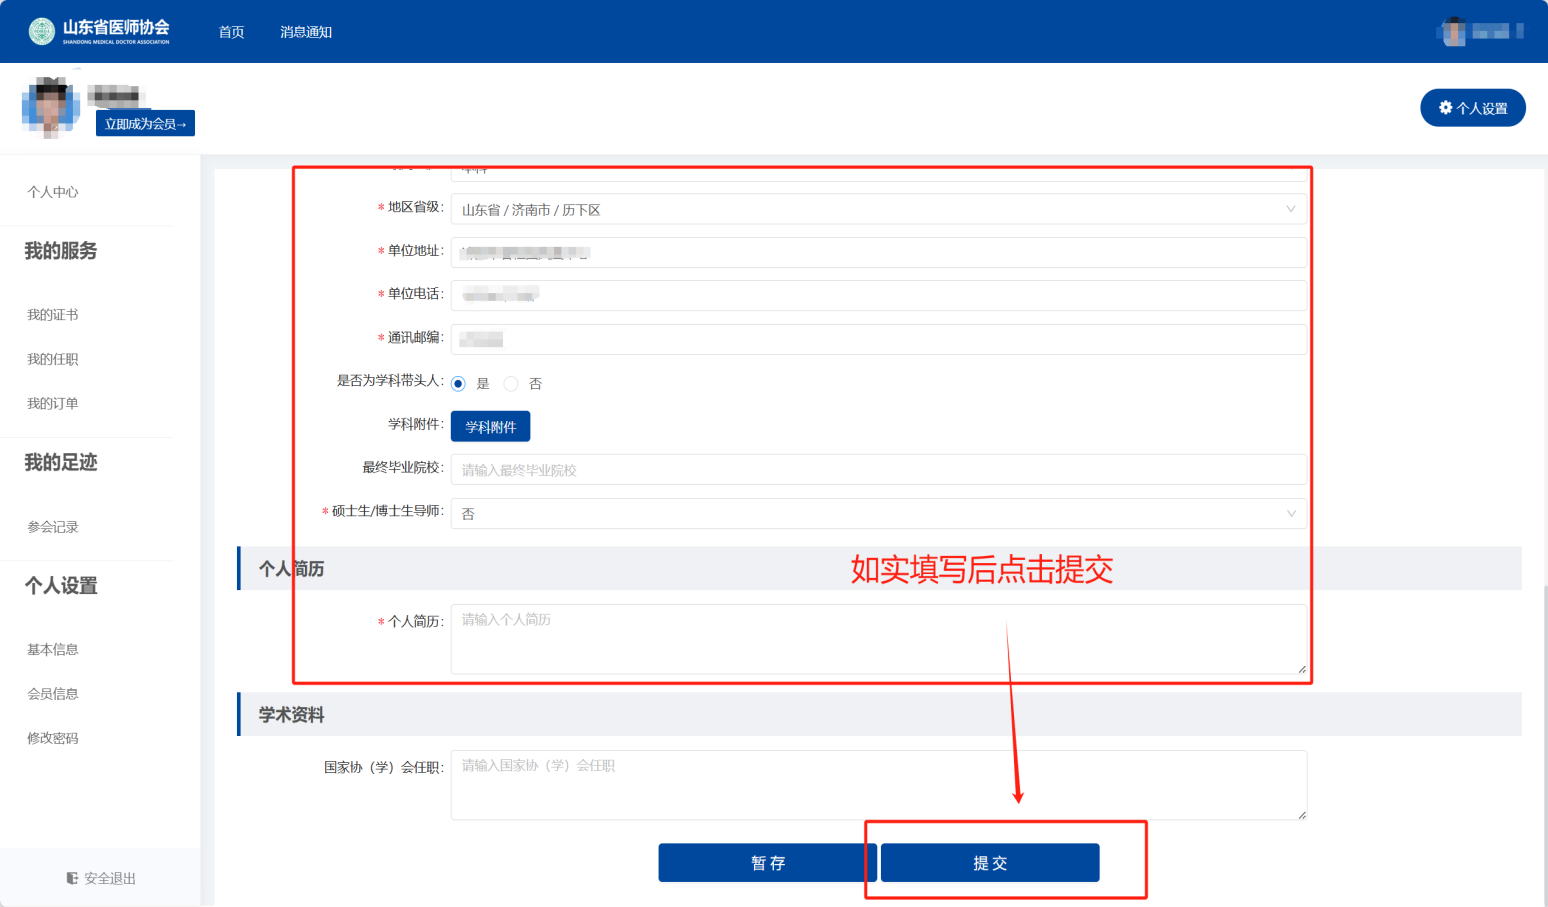 山东省医师协会
SHANDONG MEDICAL DOCTOR ASSOCIATION
首页
消息通知
立即成为会员→
个人设置
个人中心
我的服务
我的证书
我的任职
我的订单
我的足迹
参会记录
个人设置
基本信息
会员信息
修改密码
安全退出
本科
* 地区省级:
山东省 / 济南市 / 历下区
* 单位地址:
* 单位电话:
* 通讯邮编:
是否为学科带头人:
是 否
学科附件:
学科附件
最终毕业院校:
请输入最终毕业院校
* 硕士生/博士生导师:
否
个人简历
如实填写后点击提交
* 个人简历:
请输入个人简历
学术资料
国家协（学）会任职:
请输入国家协（学）会任职
暂 存
提 交